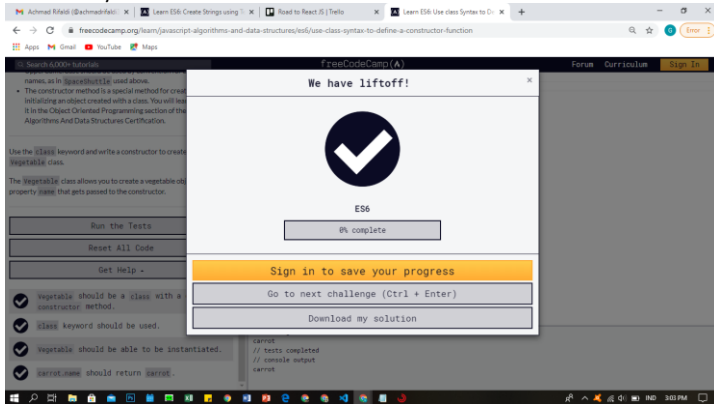 Achmad Rifaldi (@achmadrifaldi
Learn ES6: Create Strings using T
Road to React JS | Trello
Learn ES6: Use class Syntax to De
freecodecamp.org/learn/javascript-algorithms-and-data-structures/es6/use-class-syntax-to-define-a-constructor-function
Error
Apps Gmail YouTube Maps
Search 6,000+ tutorials
freeCodeCamp(🔥)
Forum Curriculum Sign In
names, as in SpaceShuttle used above.
The constructor method is a special method for creat
initializing an object created with a class. You will lea
it in the Object Oriented Programming section of the
Algorithms And Data Structures Certification.
Use the class keyword and write a constructor to create
Vegetable class.
The Vegetable class allows you to create a vegetable obj
property name that gets passed to the constructor.
Run the Tests
Reset All Code
Get Help
Vegetable should be a class with a
constructor method.
class keyword should be used.
Vegetable should be able to be instantiated.
carrot.name should return carrot.
We have liftoff!
×
ES6
0% complete
Sign in to save your progress
Go to next challenge (Ctrl + Enter)
Download my solution
carrot
// tests completed
// console output
carrot
IND
3:03 PM